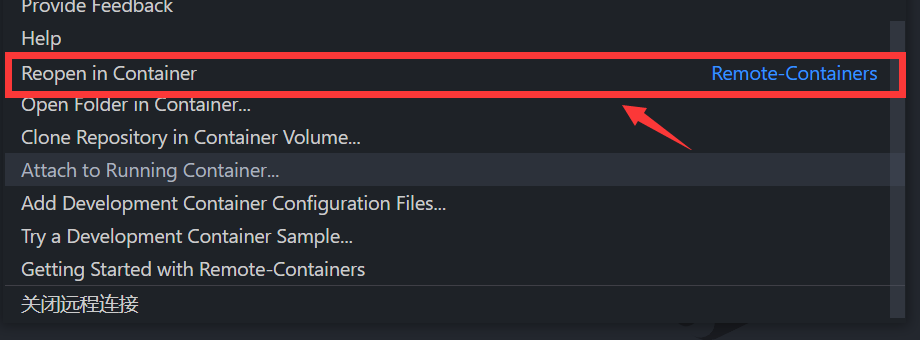 Provide Feedback
Help
Reopen in Container Remote-Containers
Open Folder in Container...
Clone Repository in Container Volume...
Attach to Running Container...
Add Development Container Configuration Files...
Try a Development Container Sample...
Getting Started with Remote-Containers
关闭远程连接